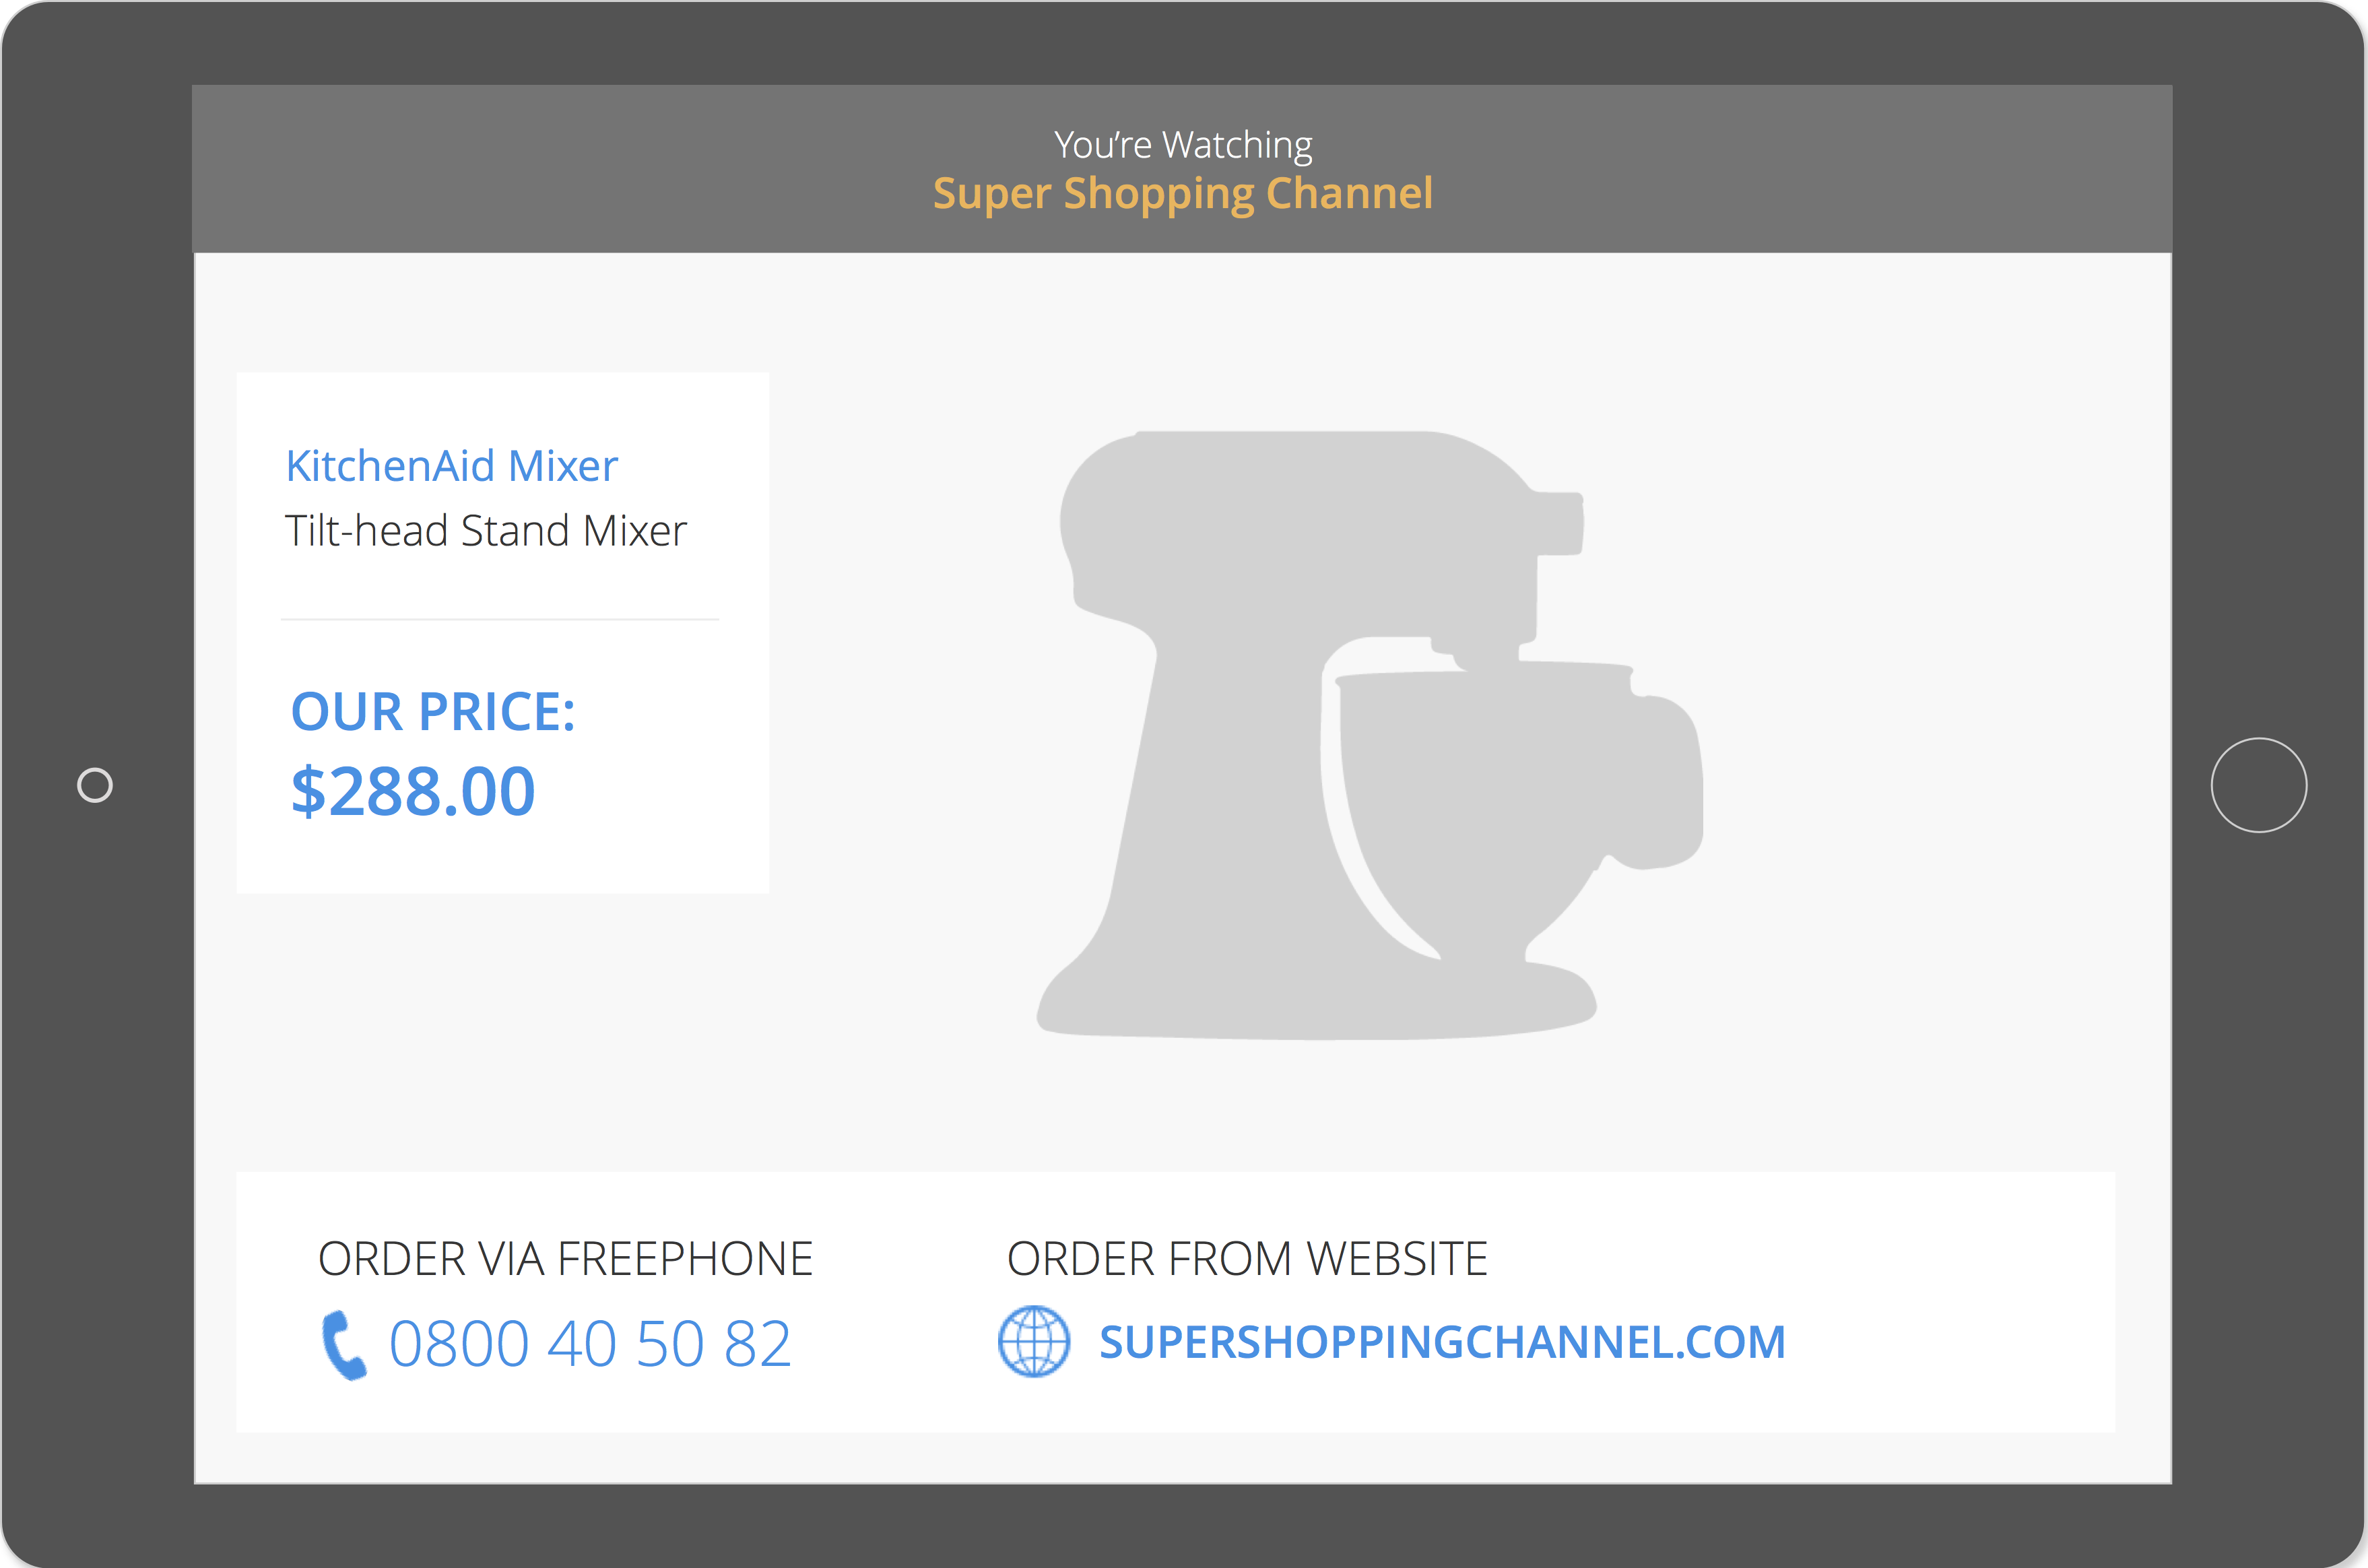 You're Watching
Super Shopping Channel
KitchenAid Mixer
Tilt-head Stand Mixer
OUR PRICE:
$288.00
ORDER VIA FREEPHONE
0800 40 50 82
ORDER FROM WEBSITE
SUPERSHOPPINGCHANNEL.COM